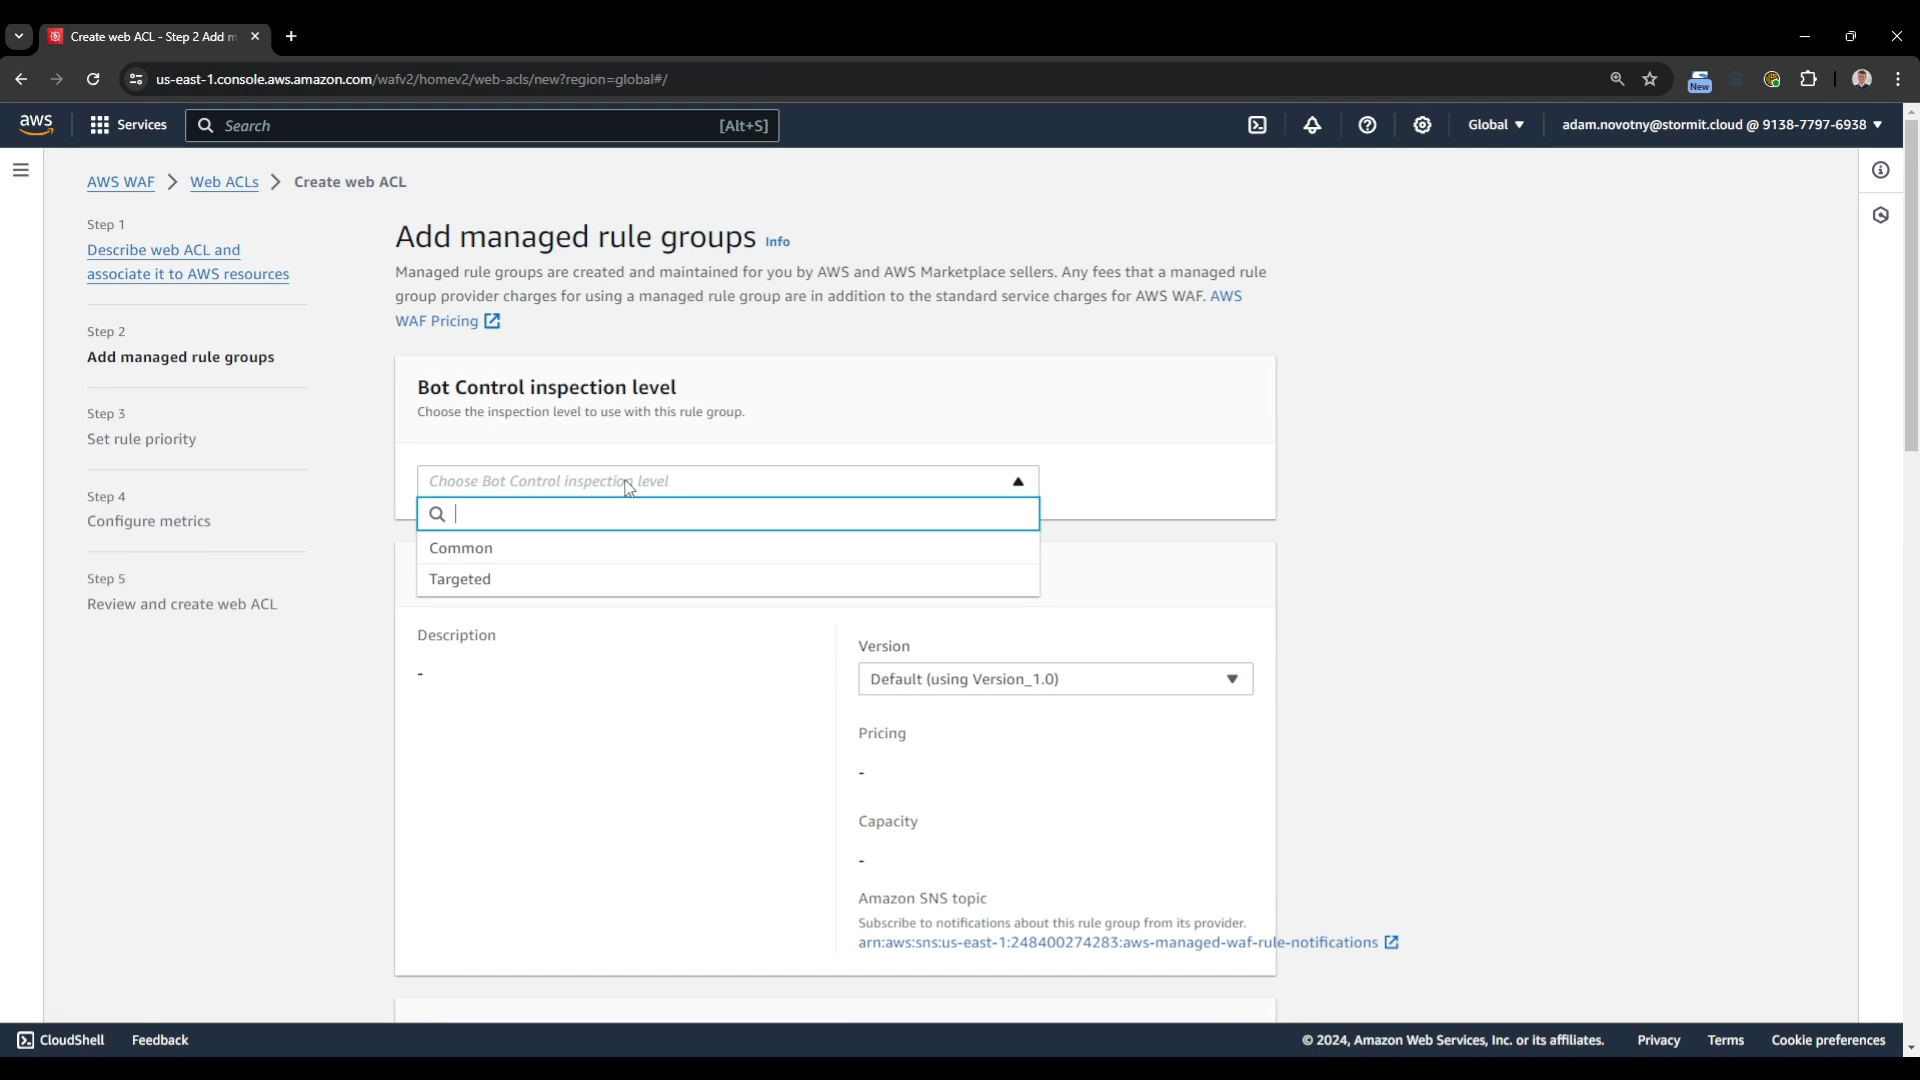 Create web ACL - Step 2 Add m
us-east-1.console.aws.amazon.com/wafv2/homev2/web-acls/new?region=global#/
New
aws
Services
Search
[Alt+S]
Global
adam.novotny@stormit.cloud @ 9138-7797-6938
AWS WAF
Web ACLs
Create web ACL
Step 1
Describe web ACL and
associate it to AWS resources
Step 2
Add managed rule groups
Step 3
Set rule priority
Step 4
Configure metrics
Step 5
Review and create web ACL
Add managed rule groups Info
Managed rule groups are created and maintained for you by AWS and AWS Marketplace sellers. Any fees that a managed rule
group provider charges for using a managed rule group are in addition to the standard service charges for AWS WAF. AWS
WAF Pricing
Bot Control inspection level
Choose the inspection level to use with this rule group.
Choose Bot Control inspection level
Common
Targeted
Description
-
Version
Default (using Version_1.0)
Pricing
-
Capacity
-
Amazon SNS topic
Subscribe to notifications about this rule group from its provider.
arn:aws:sns:us-east-1:248400274283:aws-managed-waf-rule-notifications
CloudShell
Feedback
© 2024, Amazon Web Services, Inc. or its affiliates.
Privacy
Terms
Cookie preferences